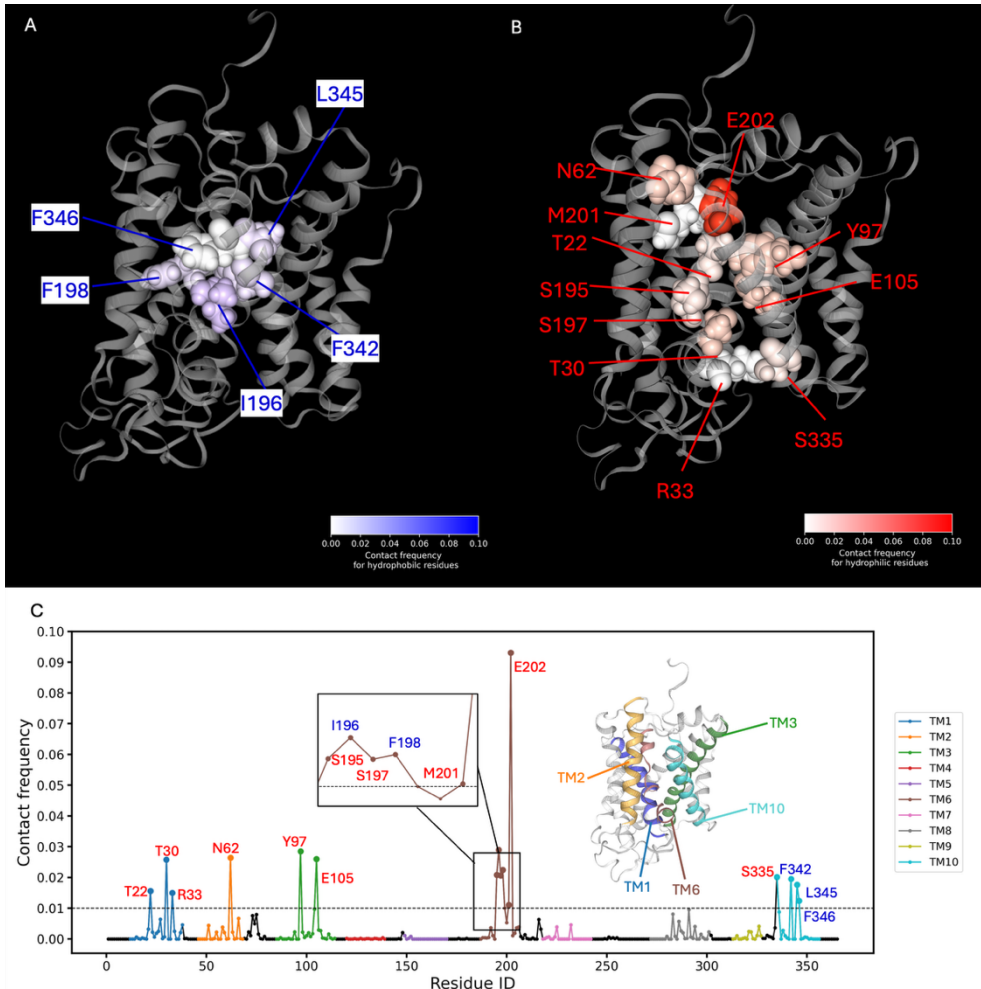 A
L345
F346
F198
F342
I196
0.00 0.02 0.04 0.06 0.08 0.10
Contact frequency
for hydrophobilc residues
B
E202
N62
M201
T22
Y97
S195
E105
S197
T30
S335
R33
0.00 0.02 0.04 0.06 0.08 0.10
Contact frequency
for hydrophilic residues
C
0.10
0.09
0.08
0.07
0.06
0.05
0.04
0.03
0.02
0.01
0.00
Contact frequency
0 50 100 150 200 250 300 350
Residue ID
T22
T30
R33
N62
Y97
E105
I196
S195
F198
S197
M201
E202
TM3
TM2
TM10
TM1
TM6
S335
F342
L345
F346
TM1
TM2
TM3
TM4
TM5
TM6
TM7
TM8
TM9
TM10